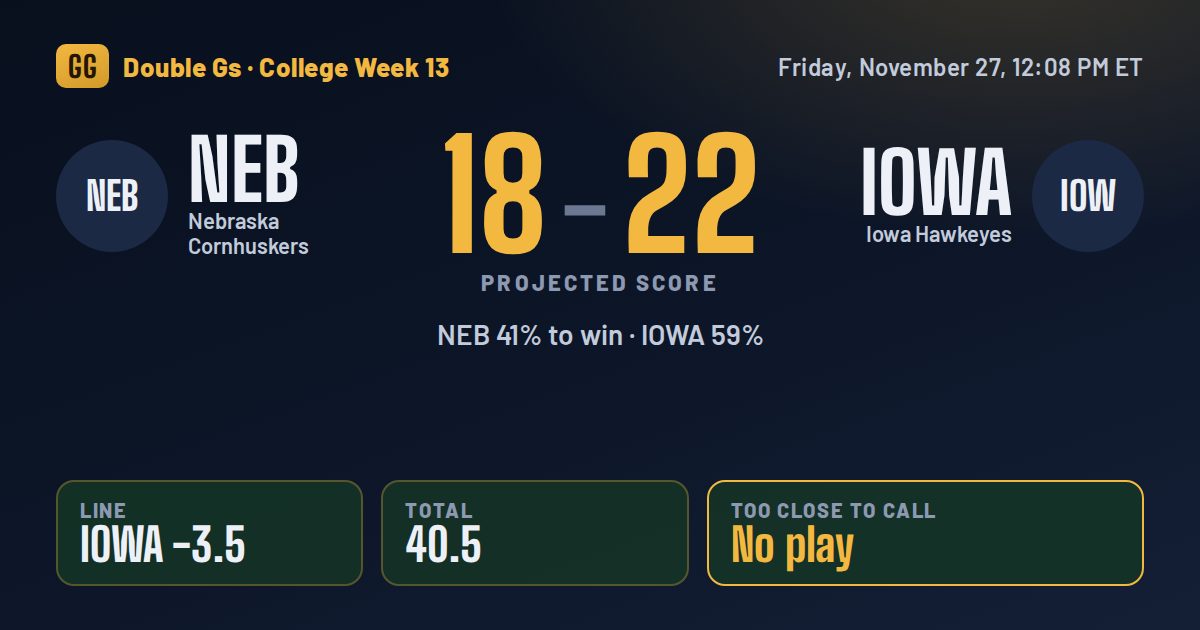 GG Double Gs · College Week 13
Friday, November 27, 12:08 PM ET
NEB
NEB
Nebraska
Cornhuskers
18 – 22
PROJECTED SCORE
NEB 41% to win · IOWA 59%
IOWA
Iowa Hawkeyes
IOW
LINE
IOWA −3.5
TOTAL
40.5
TOO CLOSE TO CALL
No play